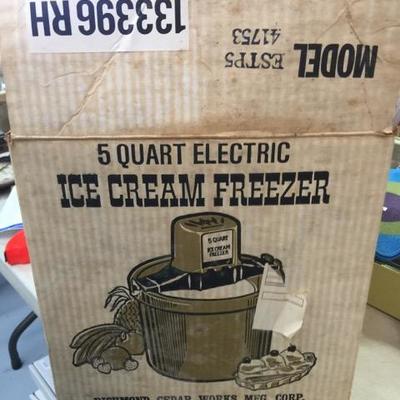 133396 RH
MODEL ESTP5
41753
5 QUART ELECTRIC
ICE CREAM FREEZER
5 QUART
ICE CREAM
FREEZER
RICHMOND CEDAR WORKS MFG. CORP.